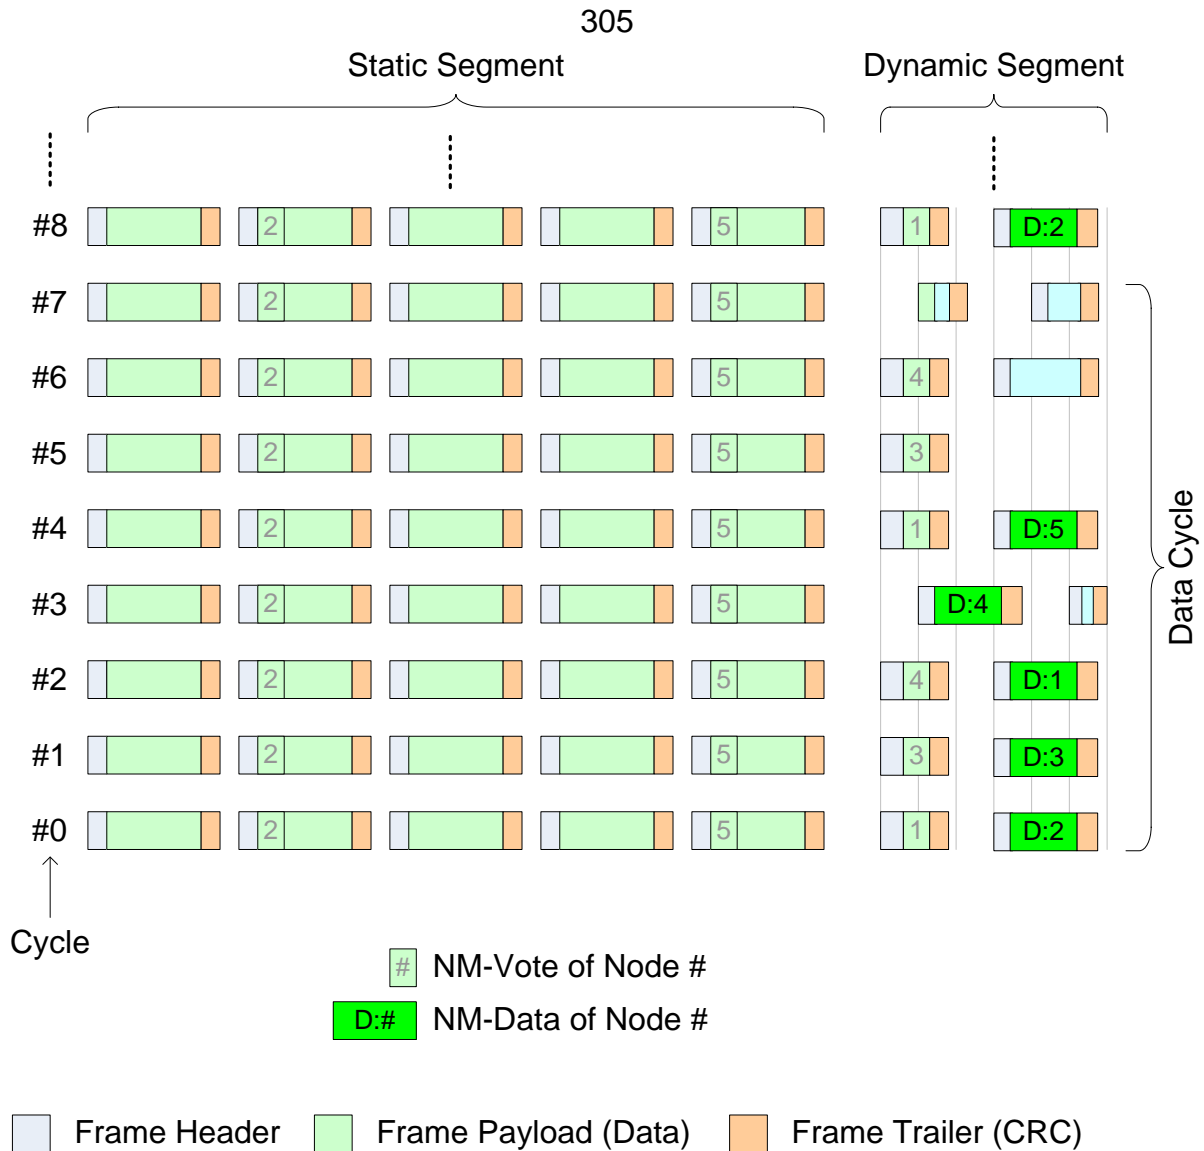 305
Static Segment Dynamic Segment
#8 2 5 1 D:2
#7 2 5
#6 2 5 4
#5 2 5 3
#4 2 5 1 D:5
#3 2 5 D:4
#2 2 5 4 D:1
#1 2 5 3 D:3
#0 2 5 1 D:2
Data Cycle
Cycle
# NM-Vote of Node #
D:# NM-Data of Node #
Frame Header Frame Payload (Data) Frame Trailer (CRC)